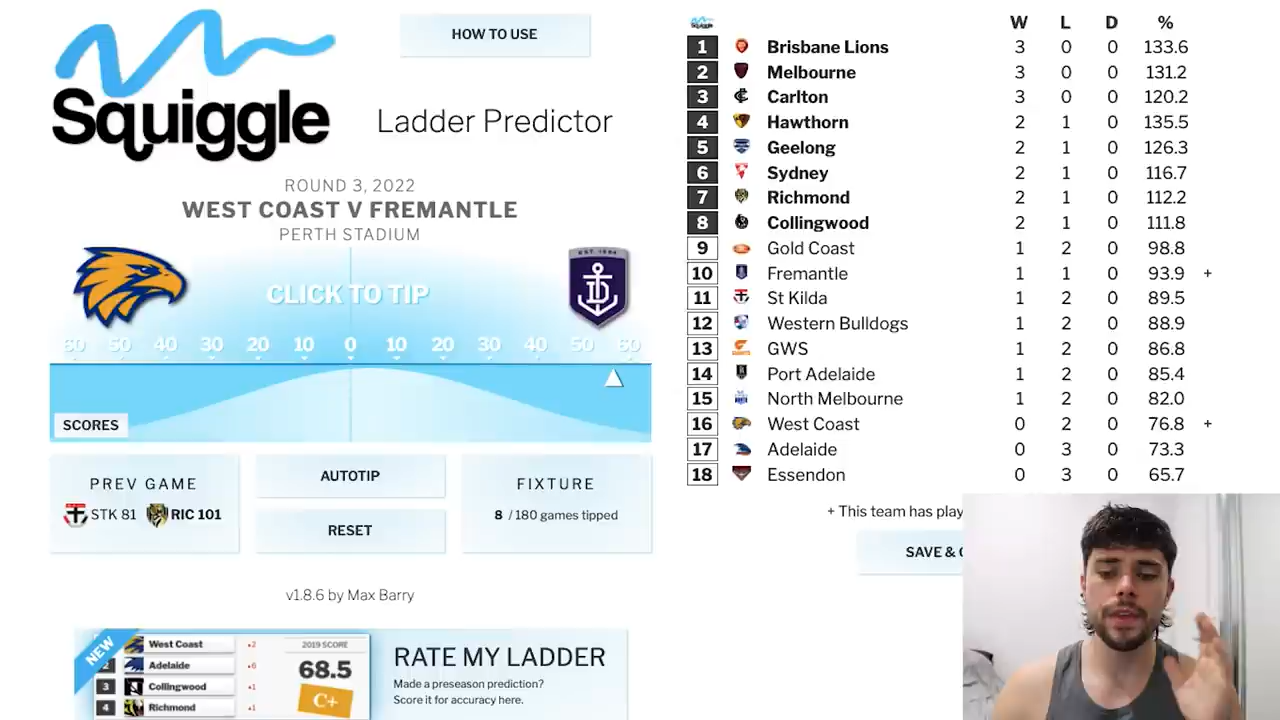 Squiggle
HOW TO USE
Ladder Predictor
ROUND 3, 2022
WEST COAST V FREMANTLE
PERTH STADIUM
EST. 1994
CLICK TO TIP
60 50 40 30 20 10 0 10 20 30 40 50 60
SCORES
PREV GAME
STK 81 RIC 101
AUTOTIP
RESET
FIXTURE
8 / 180 games tipped
v1.8.6 by Max Barry
NEW
West Coast 2
2 Adelaide 6
3 Collingwood 1
4 Richmond 1
2019 SCORE
68.5
C+
RATE MY LADDER
Made a preseason prediction?
Score it for accuracy here.
Squiggle W L D %
1 Brisbane Lions 3 0 0 133.6
2 Melbourne 3 0 0 131.2
3 Carlton 3 0 0 120.2
4 Hawthorn 2 1 0 135.5
5 Geelong 2 1 0 126.3
6 Sydney 2 1 0 116.7
7 Richmond 2 1 0 112.2
8 Collingwood 2 1 0 111.8
9 Gold Coast 1 2 0 98.8
10 Fremantle 1 1 0 93.9 +
11 St Kilda 1 2 0 89.5
12 Western Bulldogs 1 2 0 88.9
13 GWS 1 2 0 86.8
14 Port Adelaide 1 2 0 85.4
15 North Melbourne 1 2 0 82.0
16 West Coast 0 2 0 76.8 +
17 Adelaide 0 3 0 73.3
18 Essendon 0 3 0 65.7
+ This team has play
SAVE &